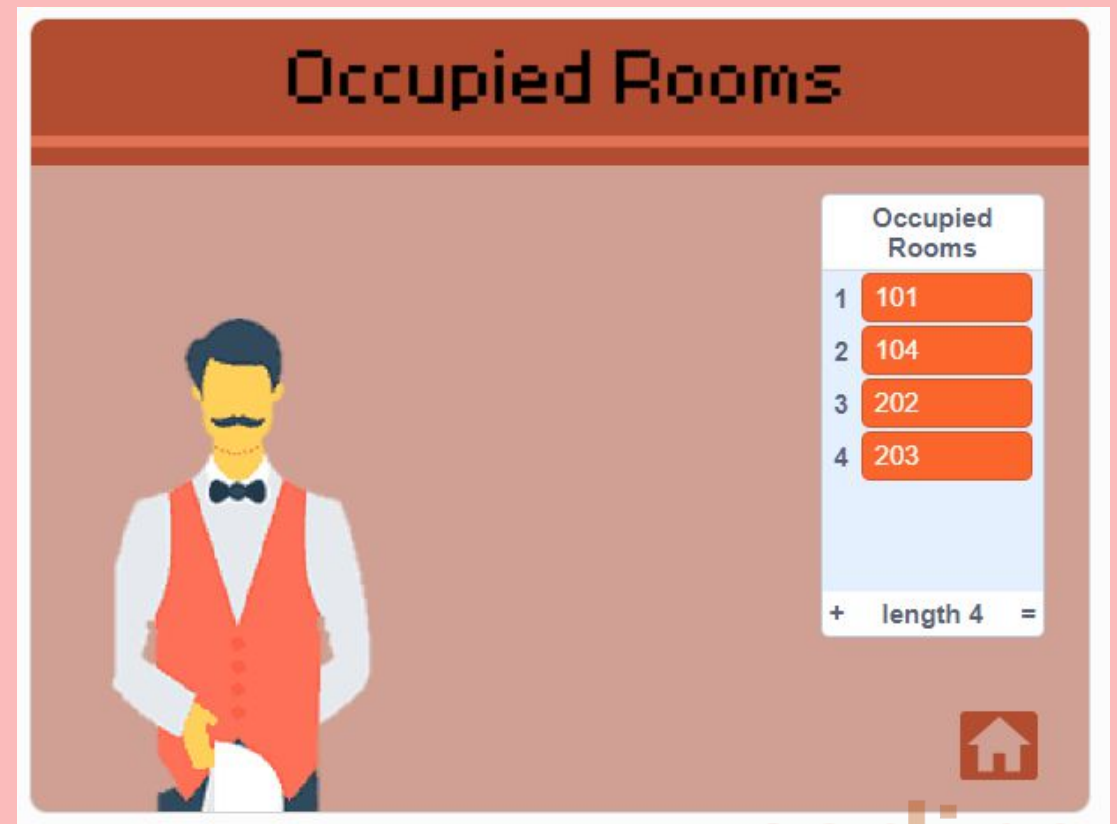 Occupied Rooms
Occupied
Rooms
1 101
2 104
3 202
4 203
+ length 4 =